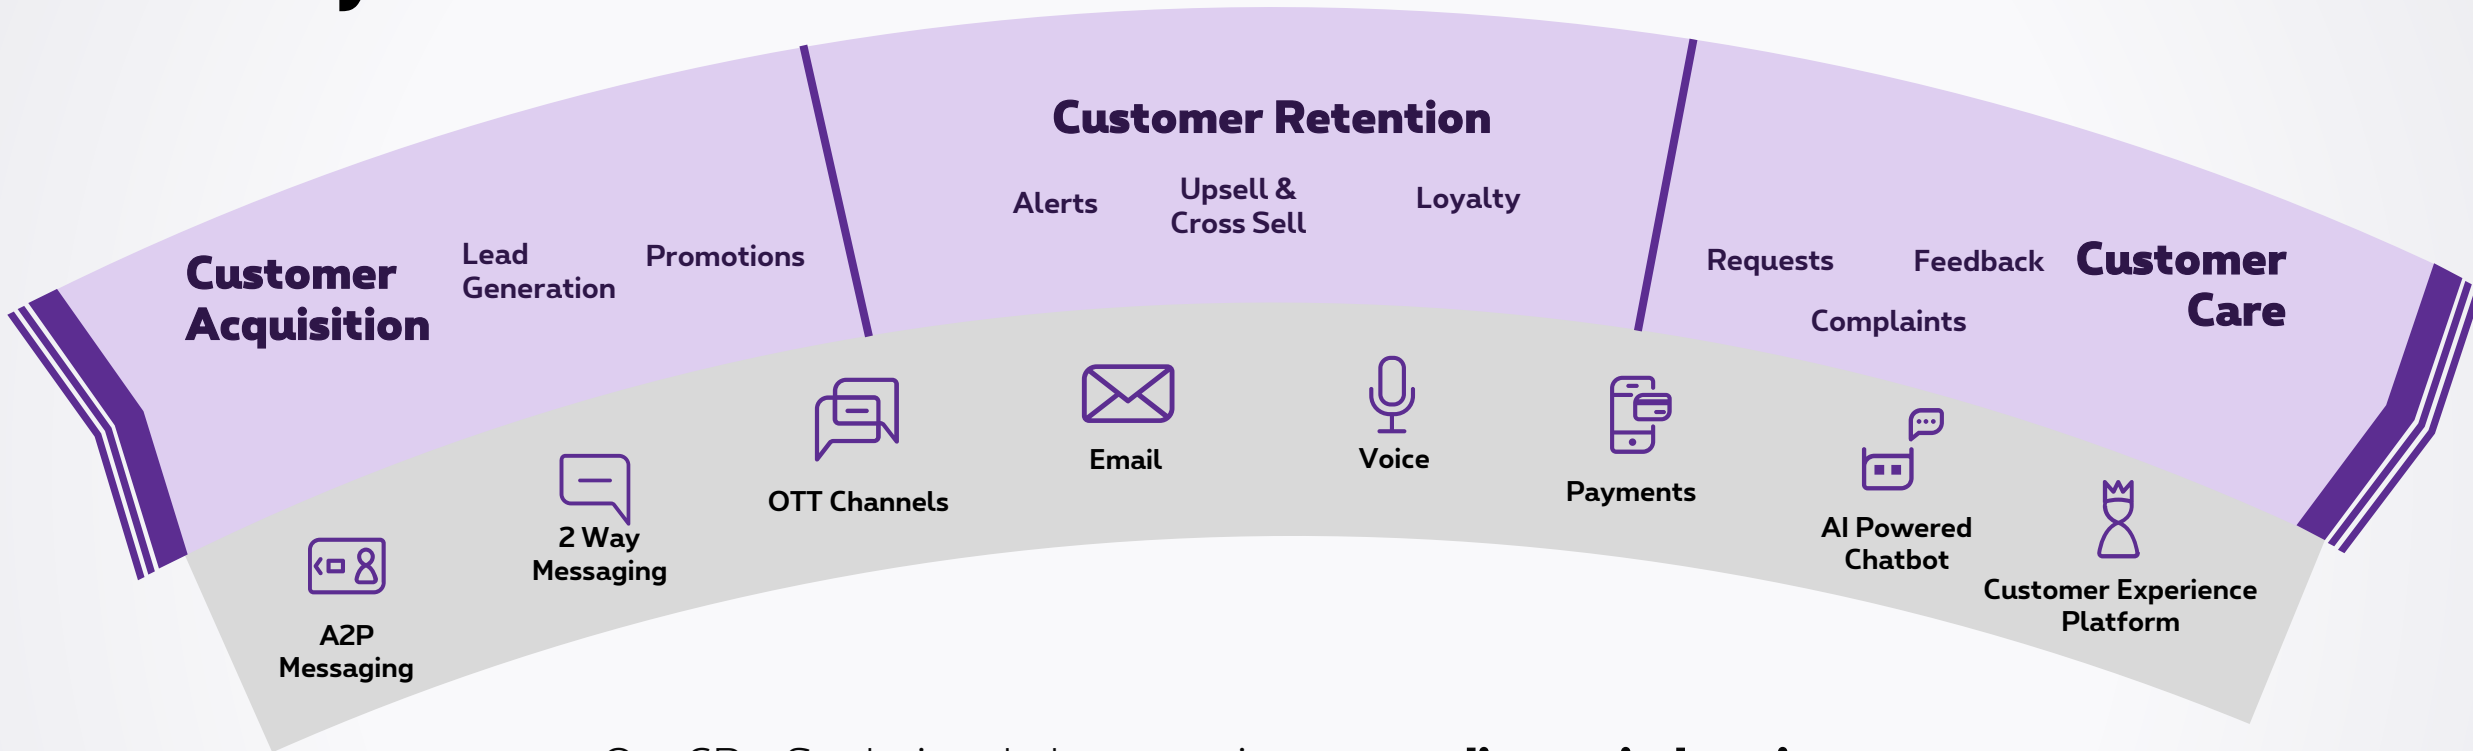 Customer
Acquisition
Lead
Generation
Promotions
Customer Retention
Alerts
Upsell &
Cross Sell
Loyalty
Requests
Feedback
Complaints
Customer
Care
A2P
Messaging
2 Way
Messaging
OTT Channels
Email
Voice
Payments
AI Powered
Chatbot
Customer Experience
Platform